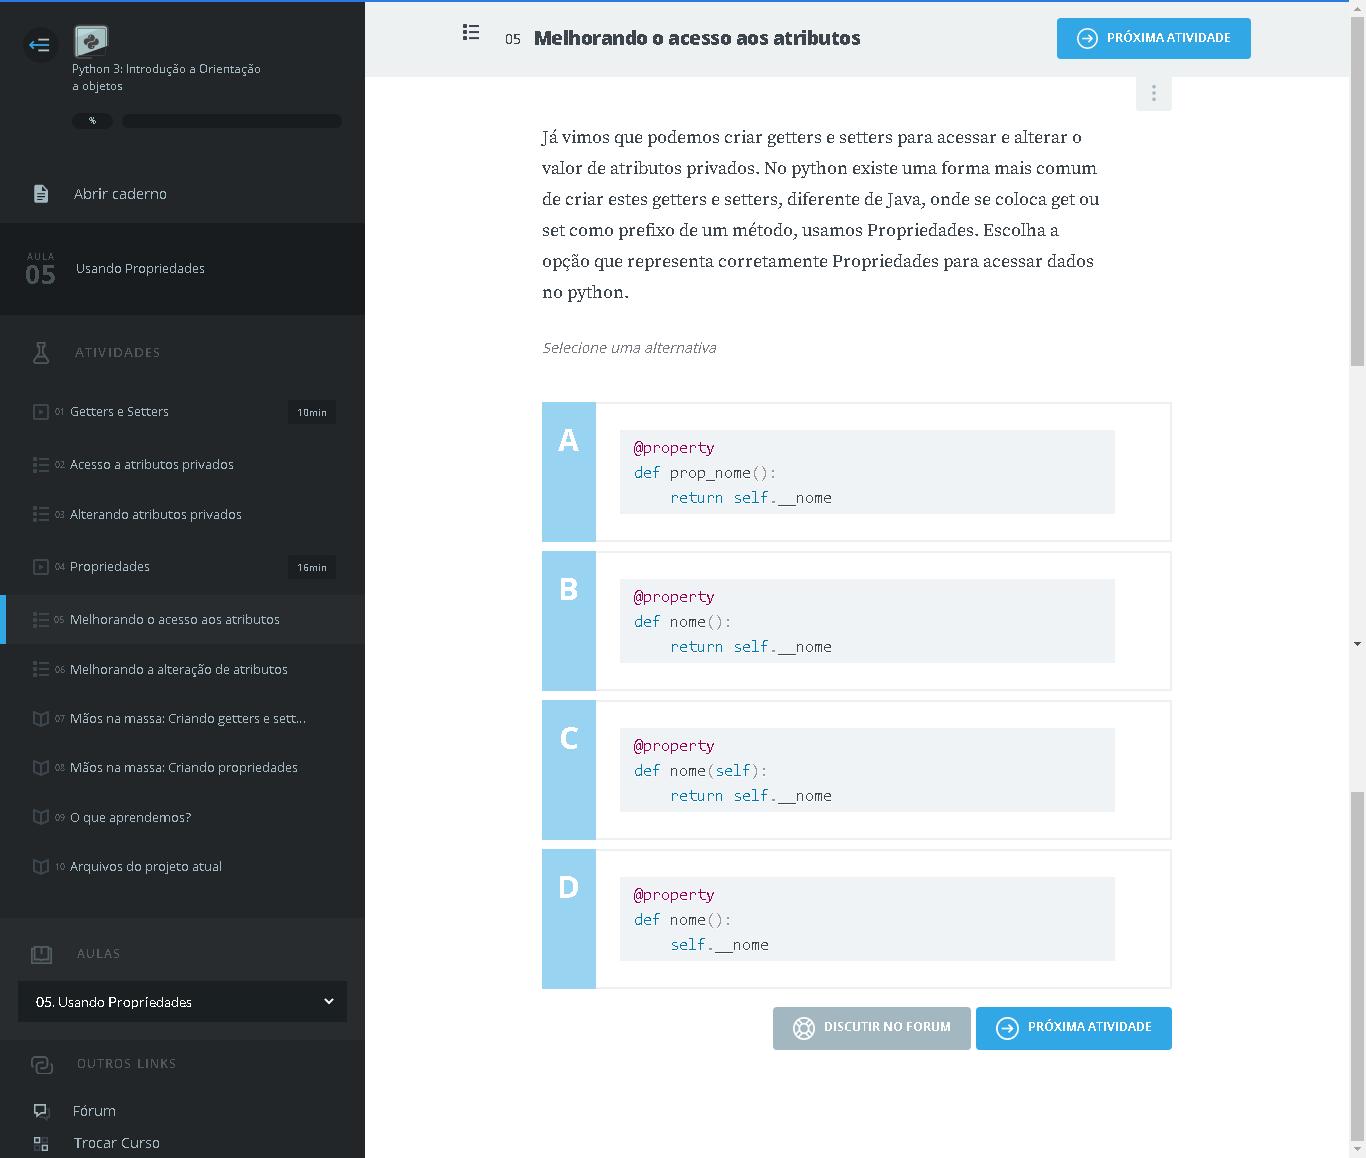 Python 3: Introdução a Orientação
a objetos
%
Abrir caderno
AULA
05
Usando Propriedades
ATIVIDADES
01 Getters e Setters 10min
02 Acesso a atributos privados
03 Alterando atributos privados
04 Propriedades 16min
05 Melhorando o acesso aos atributos
06 Melhorando a alteração de atributos
07 Mãos na massa: Criando getters e sett...
08 Mãos na massa: Criando propriedades
09 O que aprendemos?
10 Arquivos do projeto atual
AULAS
05. Usando Propriedades
OUTROS LINKS
Fórum
Trocar Curso
05 Melhorando o acesso aos atributos
PRÓXIMA ATIVIDADE
Já vimos que podemos criar getters e setters para acessar e alterar o
valor de atributos privados. No python existe uma forma mais comum
de criar estes getters e setters, diferente de Java, onde se coloca get ou
set como prefixo de um método, usamos Propriedades. Escolha a
opção que representa corretamente Propriedades para acessar dados
no python.
Selecione uma alternativa
A
@property
def prop_nome():
    return self.__nome
B
@property
def nome():
    return self.__nome
C
@property
def nome(self):
    return self.__nome
D
@property
def nome():
    self.__nome
DISCUTIR NO FORUM
PRÓXIMA ATIVIDADE